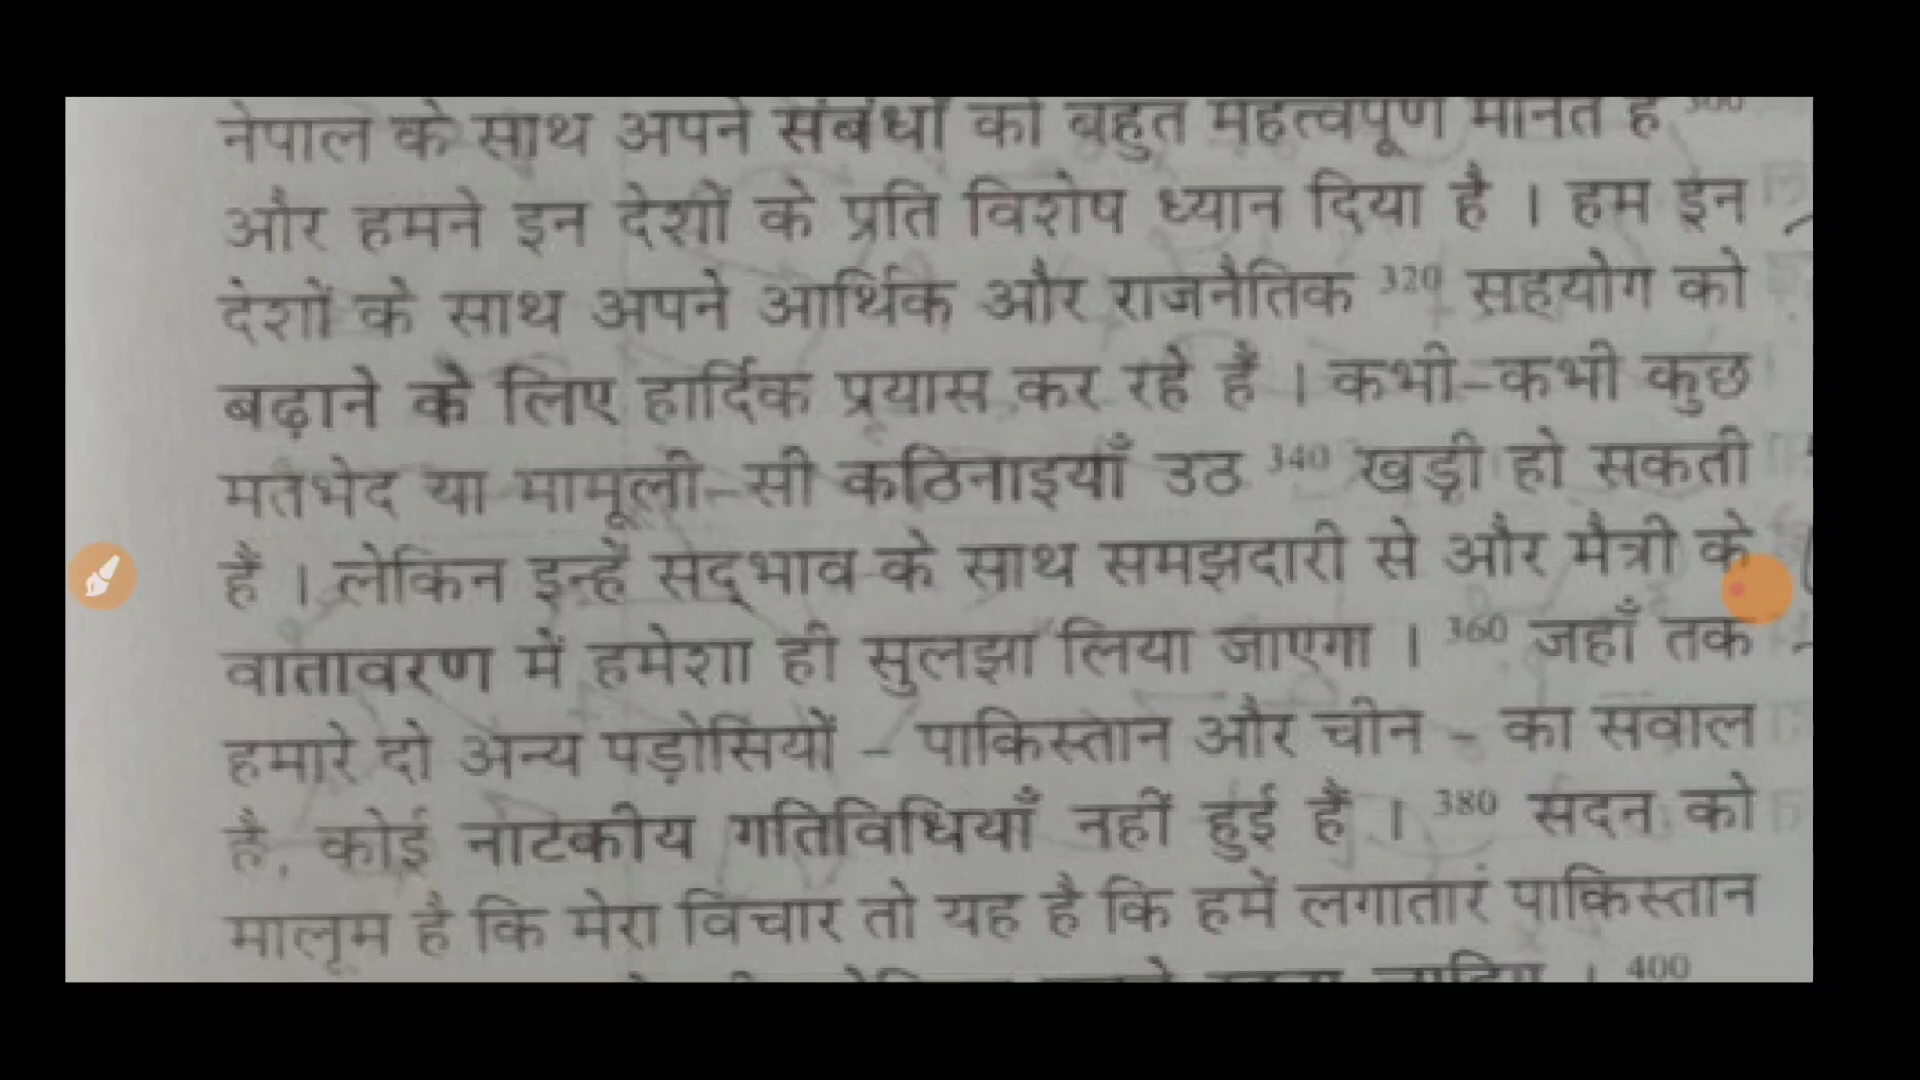 नेपाल के साथ अपने संबंधों को बहुत महत्वपूर्ण मानते हैं 300
और हमने इन देशों के प्रति विशेष ध्यान दिया है । हम इन
देशों के साथ अपने आर्थिक और राजनैतिक 320 सहयोग को
बढ़ाने के लिए हार्दिक प्रयास कर रहे हैं । कभी-कभी कुछ
मतभेद या मामूली-सी कठिनाइयाँ उठ 340 खड़ी हो सकती
हैं । लेकिन इन्हें सद्भाव के साथ समझदारी से और मैत्री के
वातावरण में हमेशा ही सुलझा लिया जाएगा । 360 जहाँ तक
हमारे दो अन्य पड़ोसियों - पाकिस्तान और चीन - का सवाल
है, कोई नाटकीय गतिविधियाँ नहीं हुई हैं । 380 सदन को
मालूम है कि मेरा विचार तो यह है कि हमें लगातार पाकिस्तान
चाहिए । 400